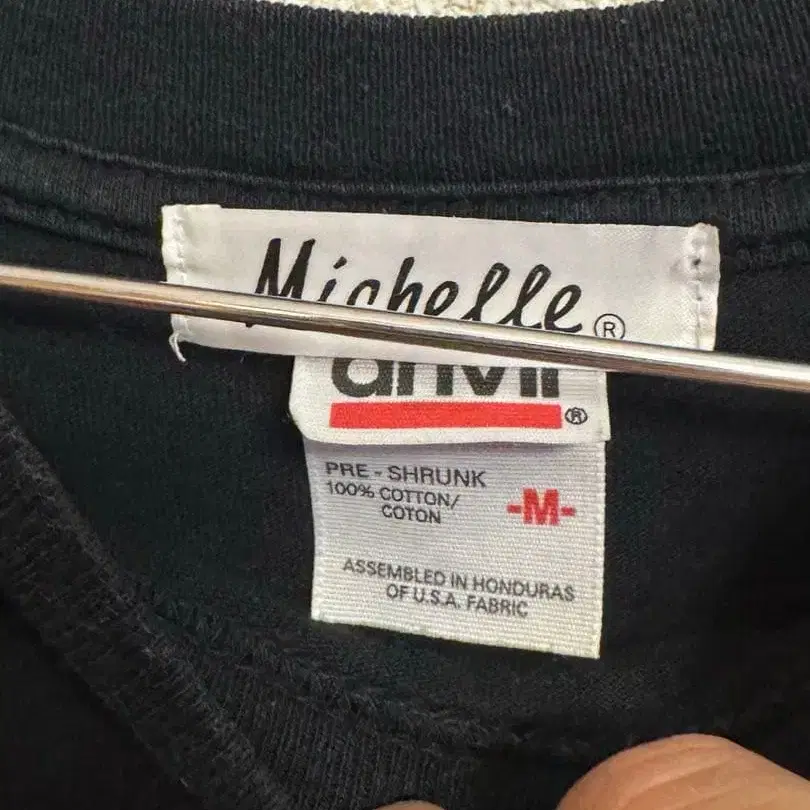 Michelle ®
anvil ®
PRE - SHRUNK
100% COTTON/
COTON
-M-
ASSEMBLED IN HONDURAS
OF U.S.A. FABRIC